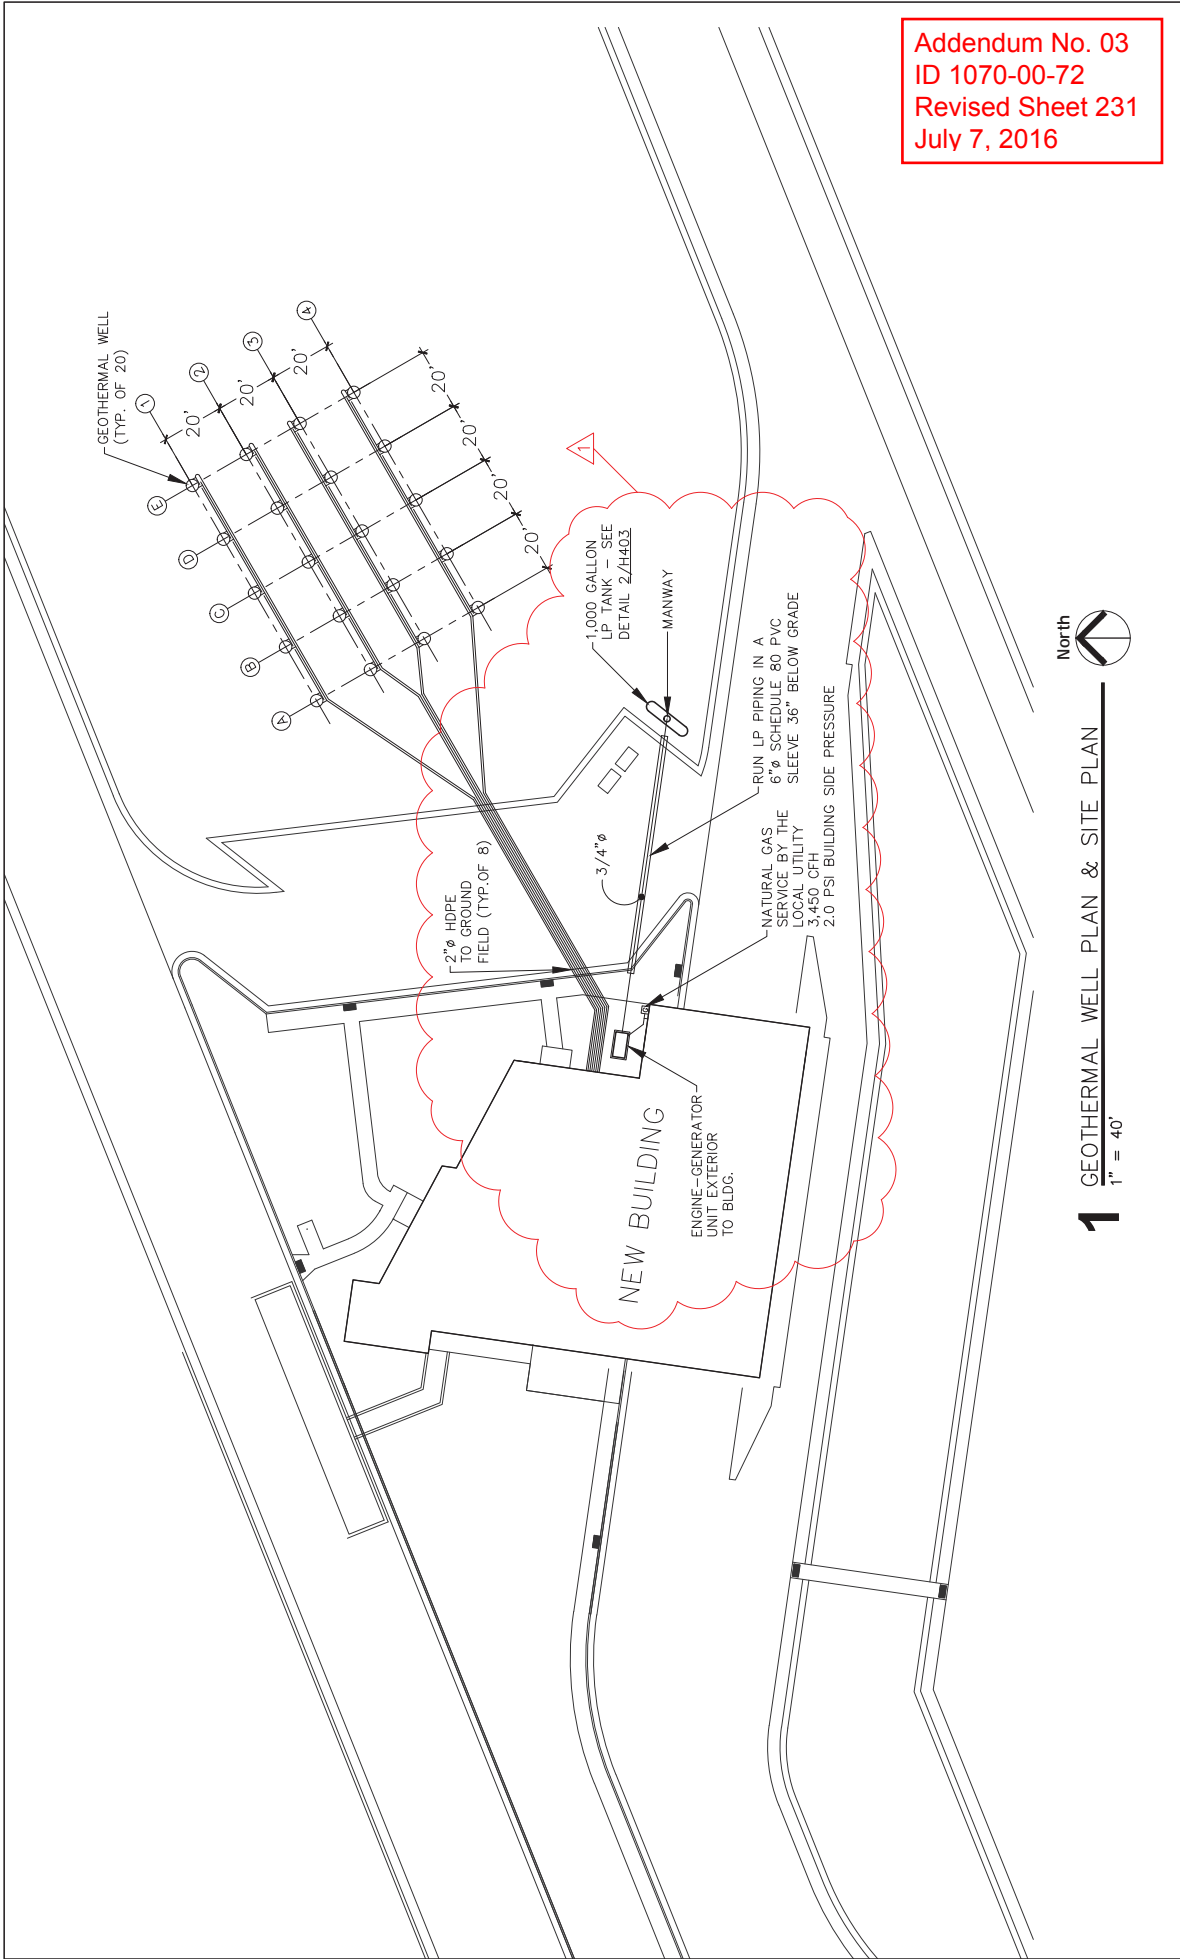 Addendum No. 03
ID 1070-00-72
Revised Sheet 231
July 7, 2016
GEOTHERMAL WELL
(TYP. OF 20)
1
2
3
4
E
D
C
B
A
20'
20'
20'
20'
20'
20'
20'
1
1,000 GALLON
LP TANK – SEE
DETAIL 2/H403
MANWAY
2"ø HDPE
TO GROUND
FIELD (TYP.OF 8)
3/4"ø
RUN LP PIPING IN A
6"ø SCHEDULE 80 PVC
SLEEVE 36" BELOW GRADE
NATURAL GAS
SERVICE BY THE
LOCAL UTILITY
3,450 CFH
2.0 PSI BUILDING SIDE PRESSURE
ENGINE–GENERATOR
UNIT EXTERIOR
TO BLDG.
NEW BUILDING
North
1 GEOTHERMAL WELL PLAN & SITE PLAN
1" = 40'